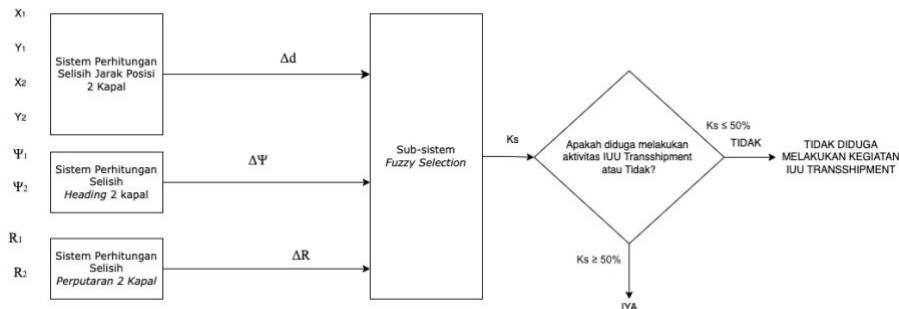 X1
Y1
X2
Y2
Sistem Perhitungan
Selisih Jarak Posisi
2 Kapal
Δd
Ψ1
Ψ2
Sistem Perhitungan
Selisih
Heading 2 kapal
ΔΨ
R1
R2
Sistem Perhitungan
Selisih
Perputaran 2 Kapal
ΔR
Sub-sistem
Fuzzy Selection
Ks
Apakah diduga melakukan
aktivitas IUU Transshipment
atau Tidak?
Ks ≤ 50%
TIDAK
TIDAK DIDUGA
MELAKUKAN KEGIATAN
IUU TRANSSHIPMENT
Ks ≥ 50%
IYA